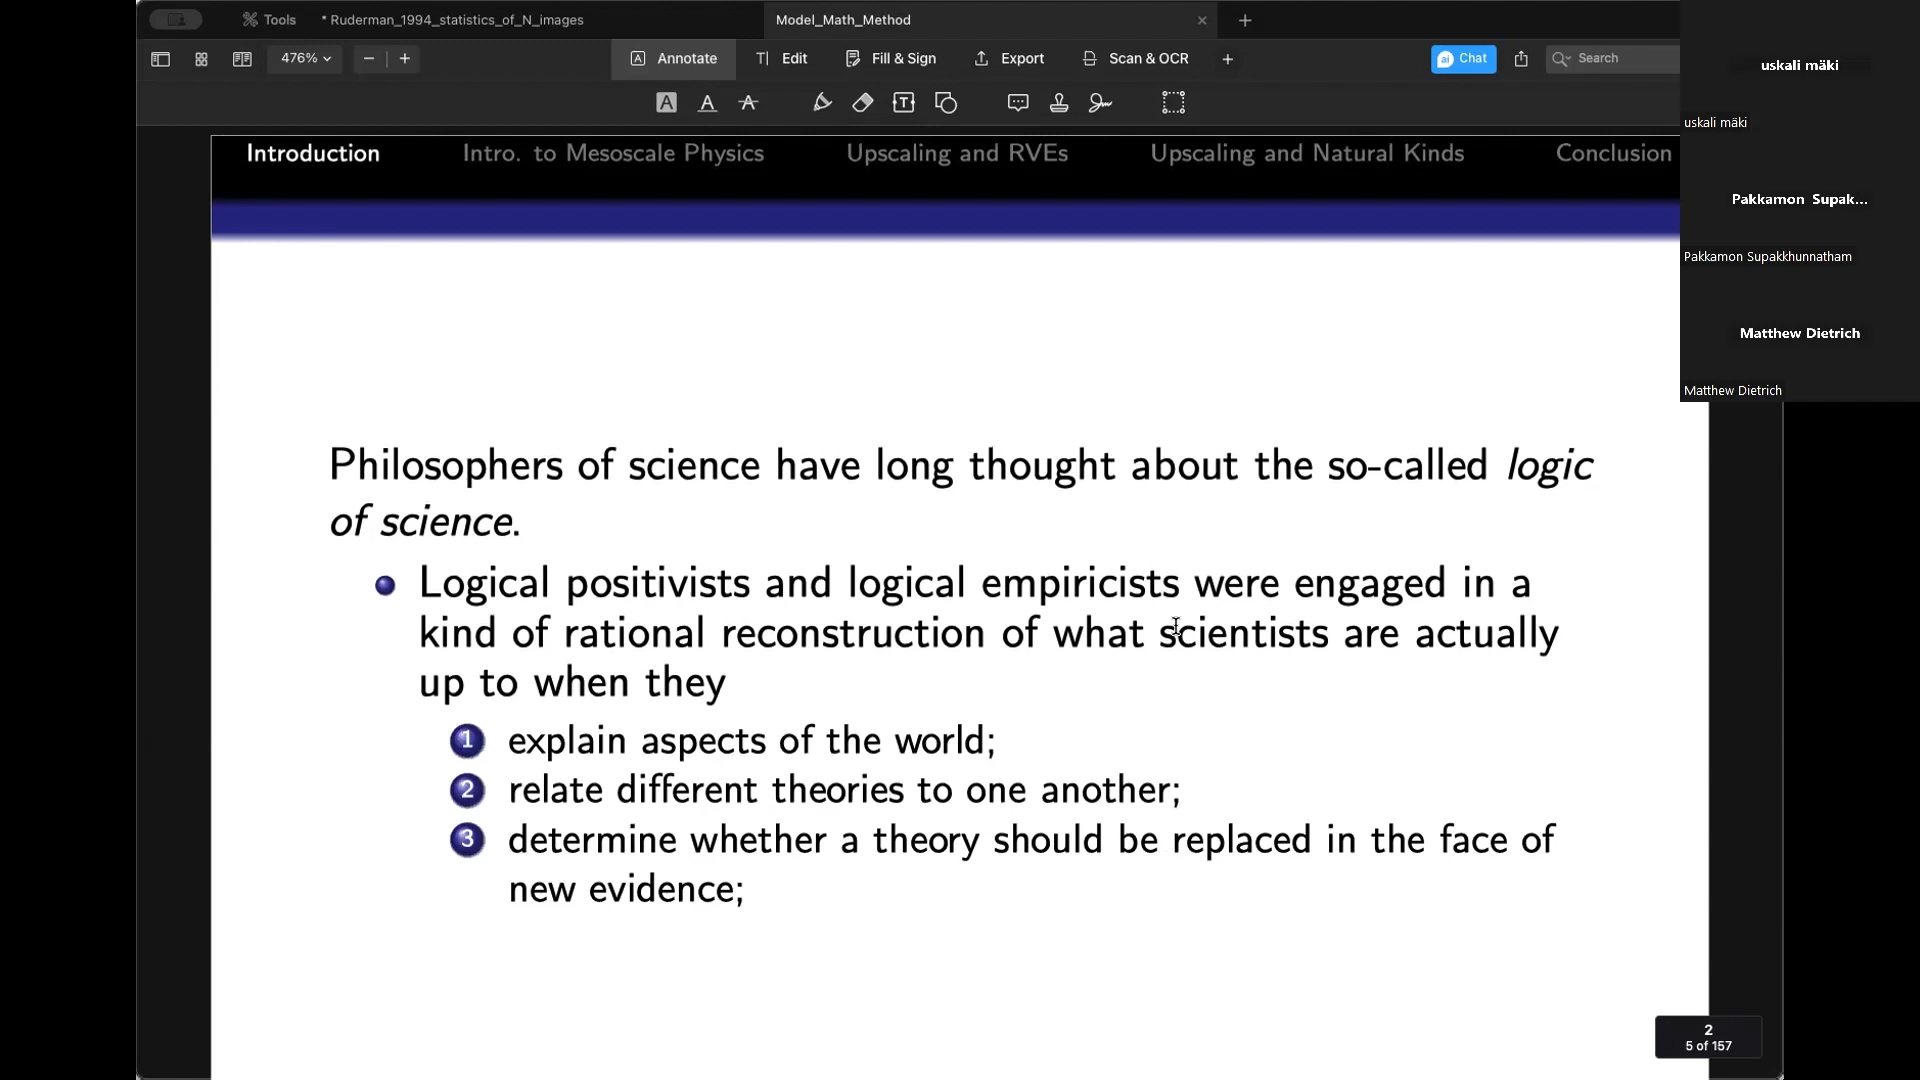 Tools
* Ruderman_1994_statistics_of_N_images
Model_Math_Method
476%
Annotate
Edit
Fill & Sign
Export
Scan & OCR
Chat
Search
Introduction
Intro. to Mesoscale Physics
Upscaling and RVEs
Upscaling and Natural Kinds
Conclusion
uskali mäki
uskali mäki
Pakkamon Supak...
Pakkamon Supakkhunnatham
Matthew Dietrich
Matthew Dietrich
Philosophers of science have long thought about the so-called logic
of science.
Logical positivists and logical empiricists were engaged in a
kind of rational reconstruction of what scientists are actually
up to when they
1 explain aspects of the world;
2 relate different theories to one another;
3 determine whether a theory should be replaced in the face of
new evidence;
2
5 of 157